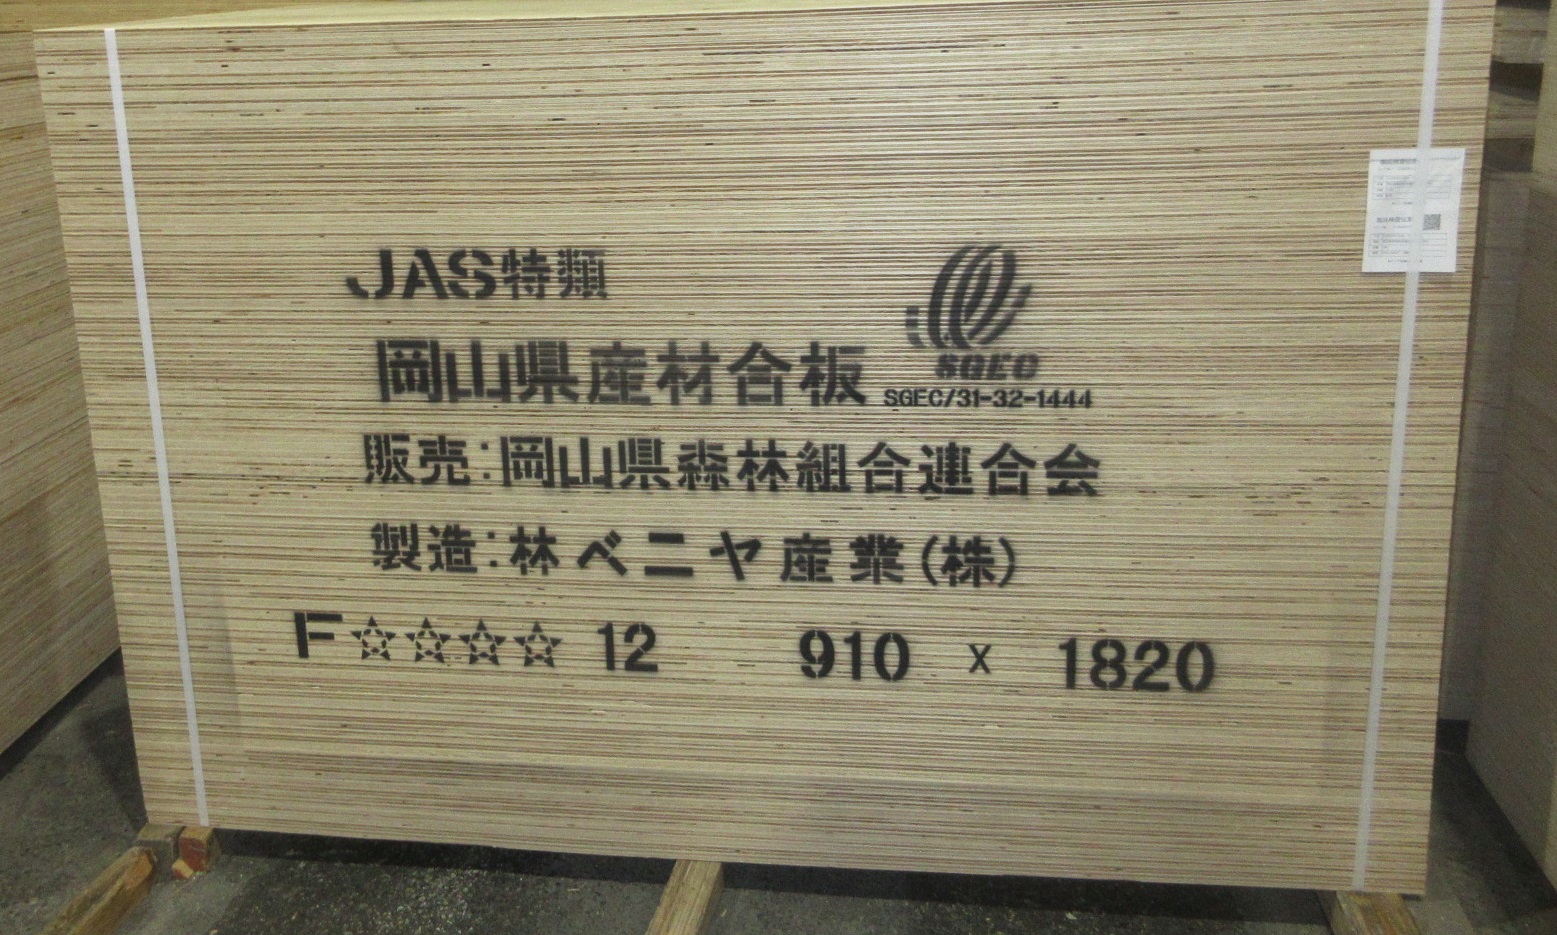 JAS特類
SGEC
岡山県産材合板
SGEC/31-32-1444
販売:岡山県森林組合連合会
製造:林ベニヤ産業(株)
F☆☆☆☆ 12 910 x 1820